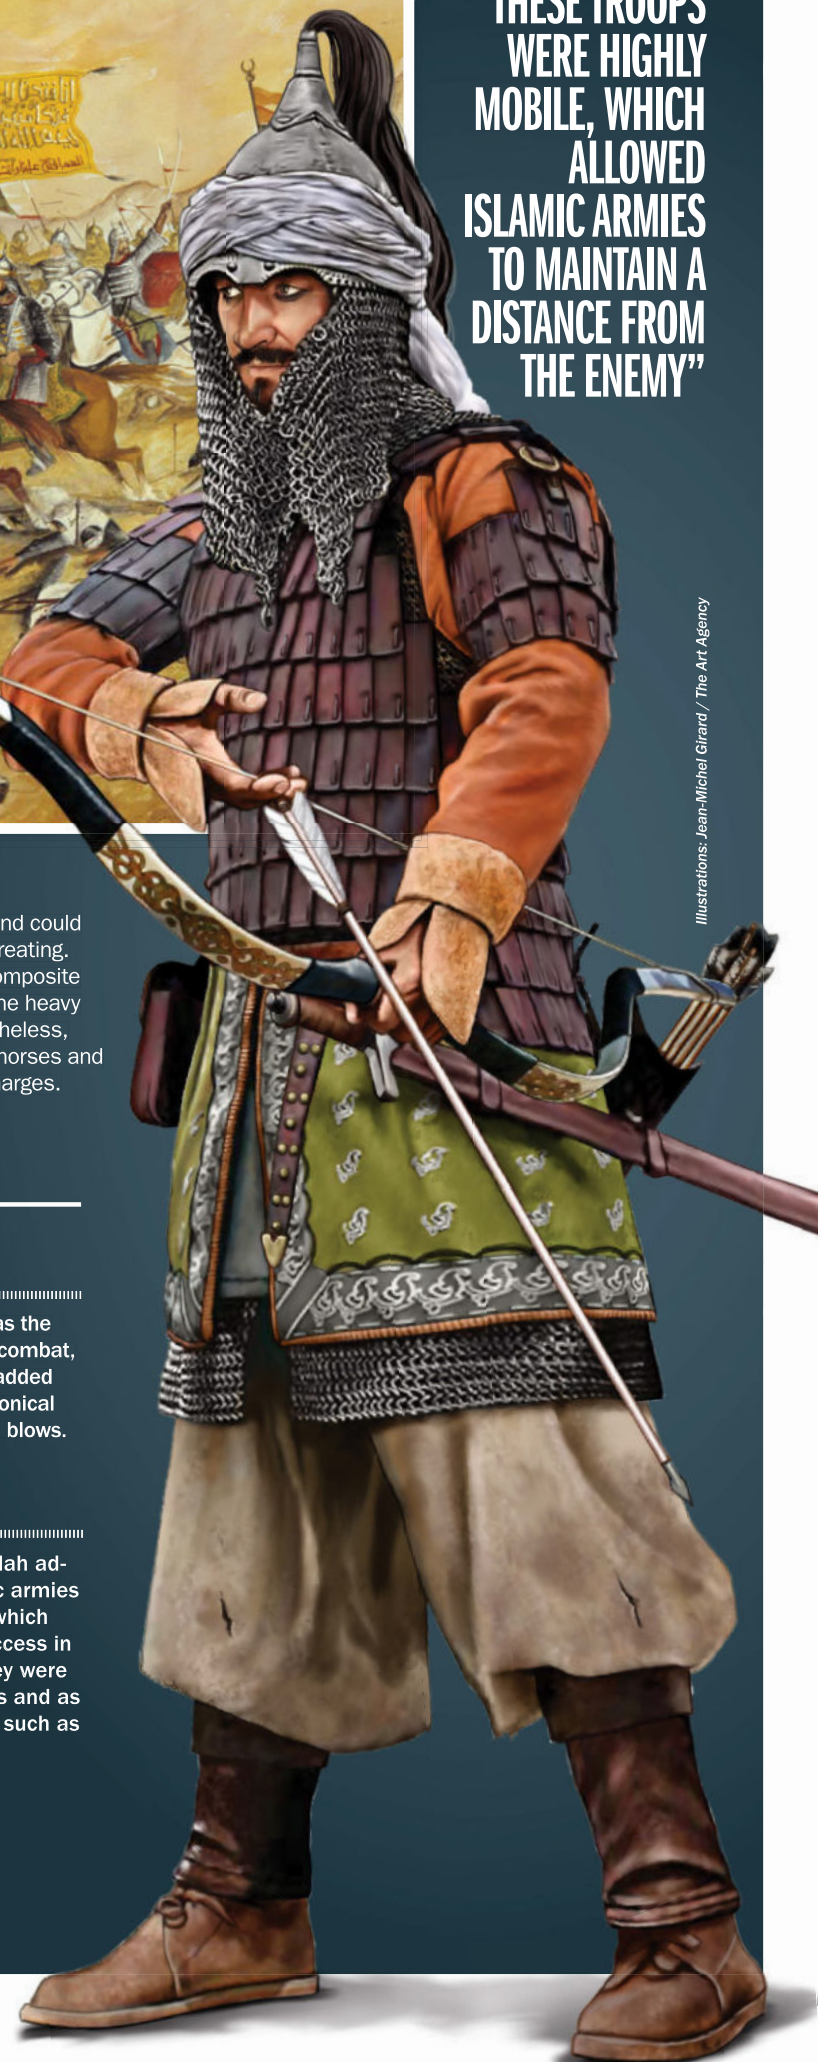 THESE TROOPS
WERE HIGHLY
MOBILE, WHICH
ALLOWED
ISLAMIC ARMIES
TO MAINTAIN A
DISTANCE FROM
THE ENEMY”
Illustrations: Jean-Michel Girard / The Art Agency
nd could
reating.
omposite
ne heavy
heless,
horses and
arges.
as the
combat,
added
onical
blows.
lah ad-
c armies
which
ccess in
ey were
s and as
such as